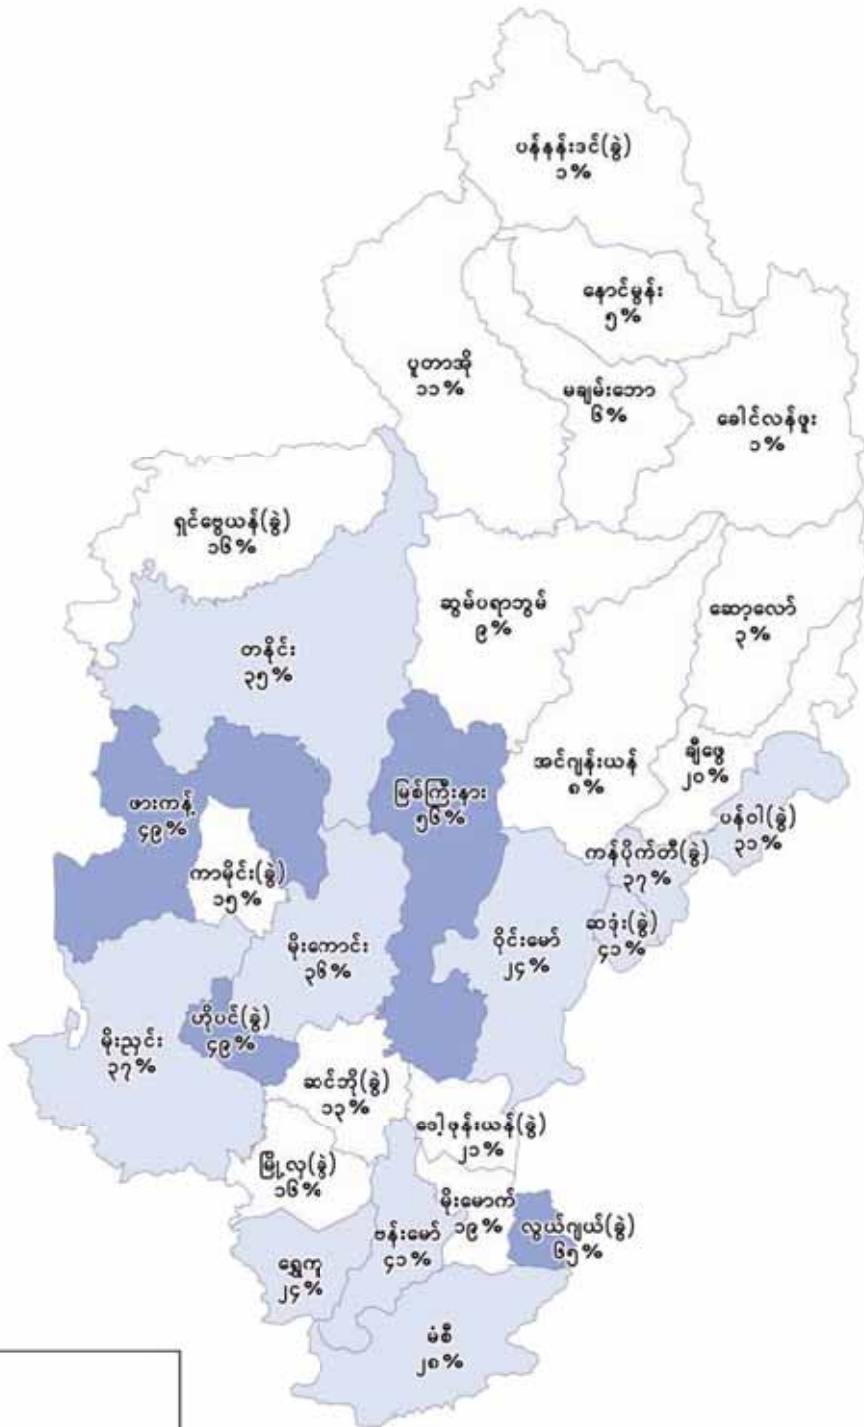 ပန်နန်းဒင်(ခွဲ)
၁%
နောင်မွန်း
၅%
ပူတာအို
၁၁%
မချမ်းဘော
၆%
ခေါင်လန်ဖူး
၁%
ရှင်ဗွေယန်(ခွဲ)
၁၆%
ဆွမ်ပရာဘွမ်
၉%
ဆော့လော်
၃%
တနိုင်း
၃၅%
အင်ဂျန်းယန်
၈%
ချီဖွေ
၂၀%
မြစ်ကြီးနား
၅၆%
ဖားကန့်
၄၉%
ပန်ဝါ(ခွဲ)
၃၁%
ကန်ပိုက်တီ(ခွဲ)
၃၇%
ကာမိုင်း(ခွဲ)
၁၅%
ဆဒုံး(ခွဲ)
၄၁%
မိုးကောင်း
၃၆%
ဝိုင်းမော်
၂၄%
ဟိုပင်(ခွဲ)
၄၉%
မိုးညှင်း
၃၇%
ဆင်ဘို(ခွဲ)
၁၃%
ဒေါ့ဖုန်းယန်(ခွဲ)
၂၁%
မြို့လှ(ခွဲ)
၁၆%
မိုးမောက်
၁၉%
လွယ်ဂျယ်(ခွဲ)
၆၅%
ဗန်းမော်
၄၁%
ရွှေကူ
၂၄%
မံစီ
၂၈%